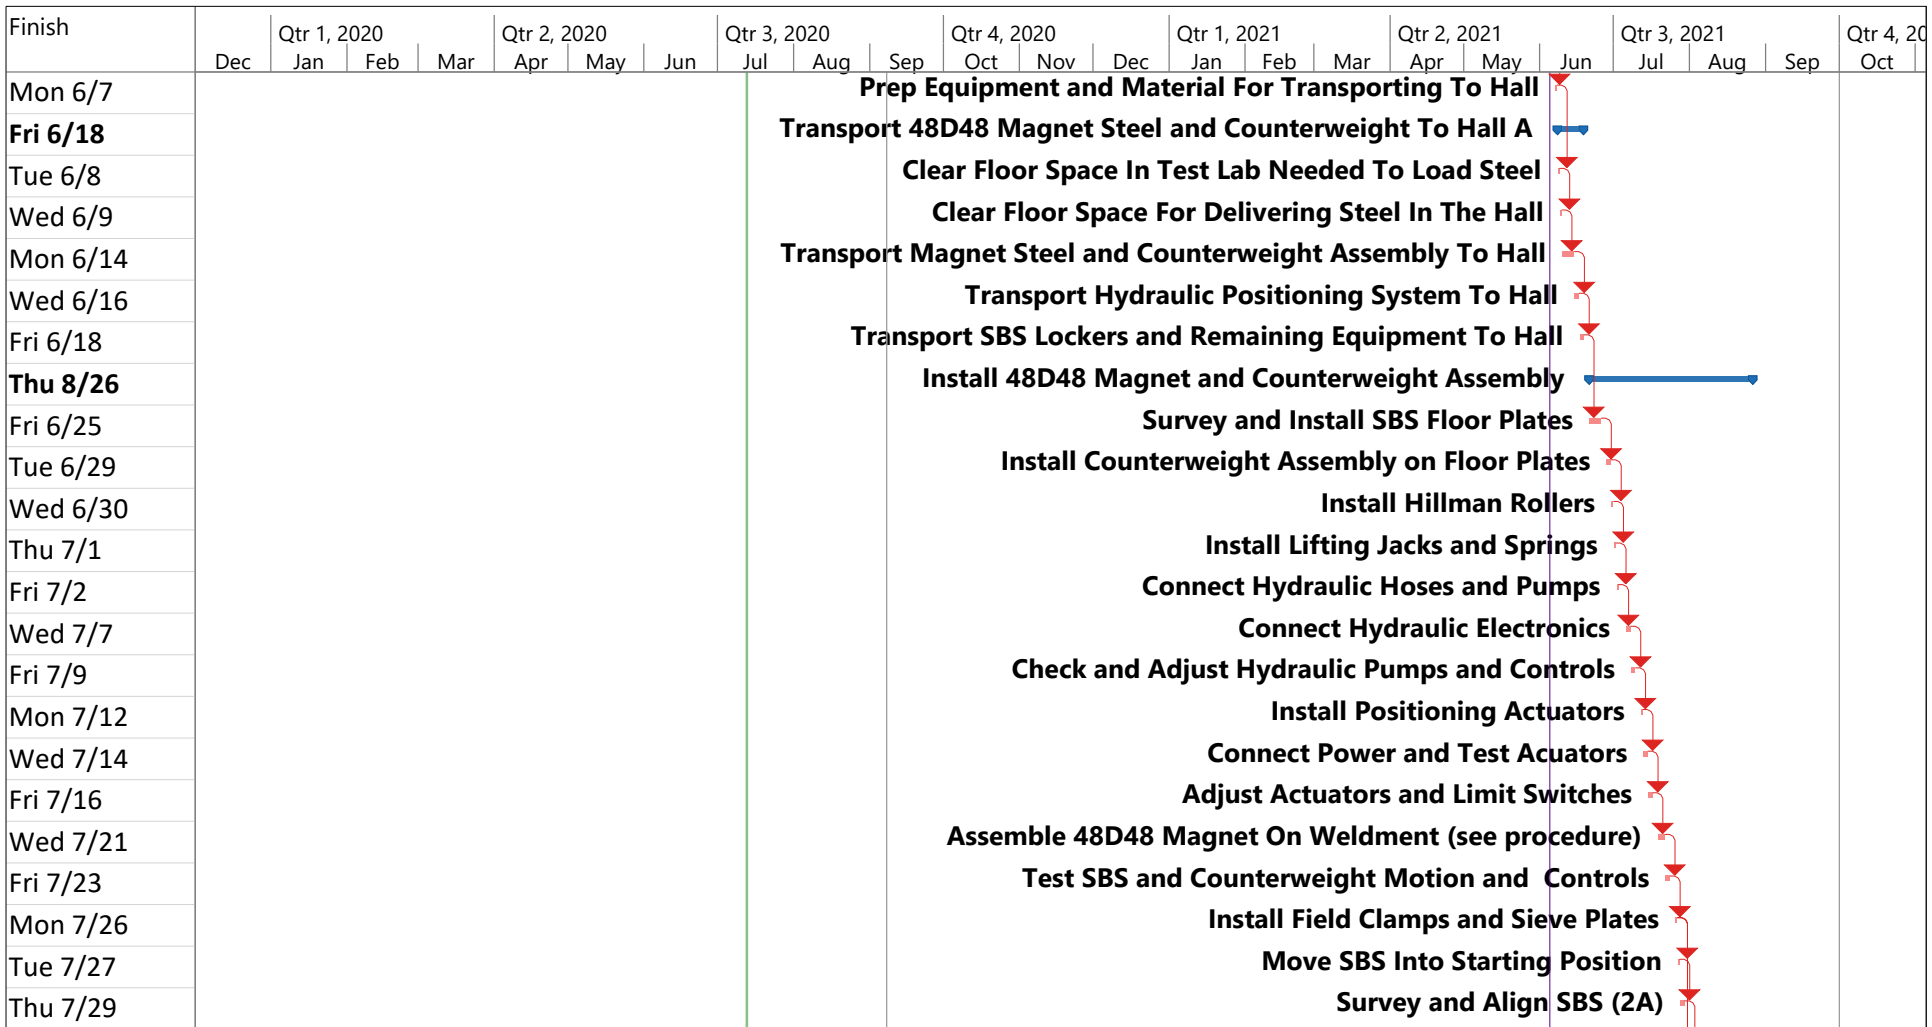 Finish
Qtr 1, 2020 Qtr 2, 2020 Qtr 3, 2020 Qtr 4, 2020 Qtr 1, 2021 Qtr 2, 2021 Qtr 3, 2021 Qtr 4, 20
Dec Jan Feb Mar Apr May Jun Jul Aug Sep Oct Nov Dec Jan Feb Mar Apr May Jun Jul Aug Sep Oct
Mon 6/7 Prep Equipment and Material For Transporting To Hall
Fri 6/18 Transport 48D48 Magnet Steel and Counterweight To Hall A
Tue 6/8 Clear Floor Space In Test Lab Needed To Load Steel
Wed 6/9 Clear Floor Space For Delivering Steel In The Hall
Mon 6/14 Transport Magnet Steel and Counterweight Assembly To Hall
Wed 6/16 Transport Hydraulic Positioning System To Hall
Fri 6/18 Transport SBS Lockers and Remaining Equipment To Hall
Thu 8/26 Install 48D48 Magnet and Counterweight Assembly
Fri 6/25 Survey and Install SBS Floor Plates
Tue 6/29 Install Counterweight Assembly on Floor Plates
Wed 6/30 Install Hillman Rollers
Thu 7/1 Install Lifting Jacks and Springs
Fri 7/2 Connect Hydraulic Hoses and Pumps
Wed 7/7 Connect Hydraulic Electronics
Fri 7/9 Check and Adjust Hydraulic Pumps and Controls
Mon 7/12 Install Positioning Actuators
Wed 7/14 Connect Power and Test Acuators
Fri 7/16 Adjust Actuators and Limit Switches
Wed 7/21 Assemble 48D48 Magnet On Weldment (see procedure)
Fri 7/23 Test SBS and Counterweight Motion and Controls
Mon 7/26 Install Field Clamps and Sieve Plates
Tue 7/27 Move SBS Into Starting Position
Thu 7/29 Survey and Align SBS (2A)